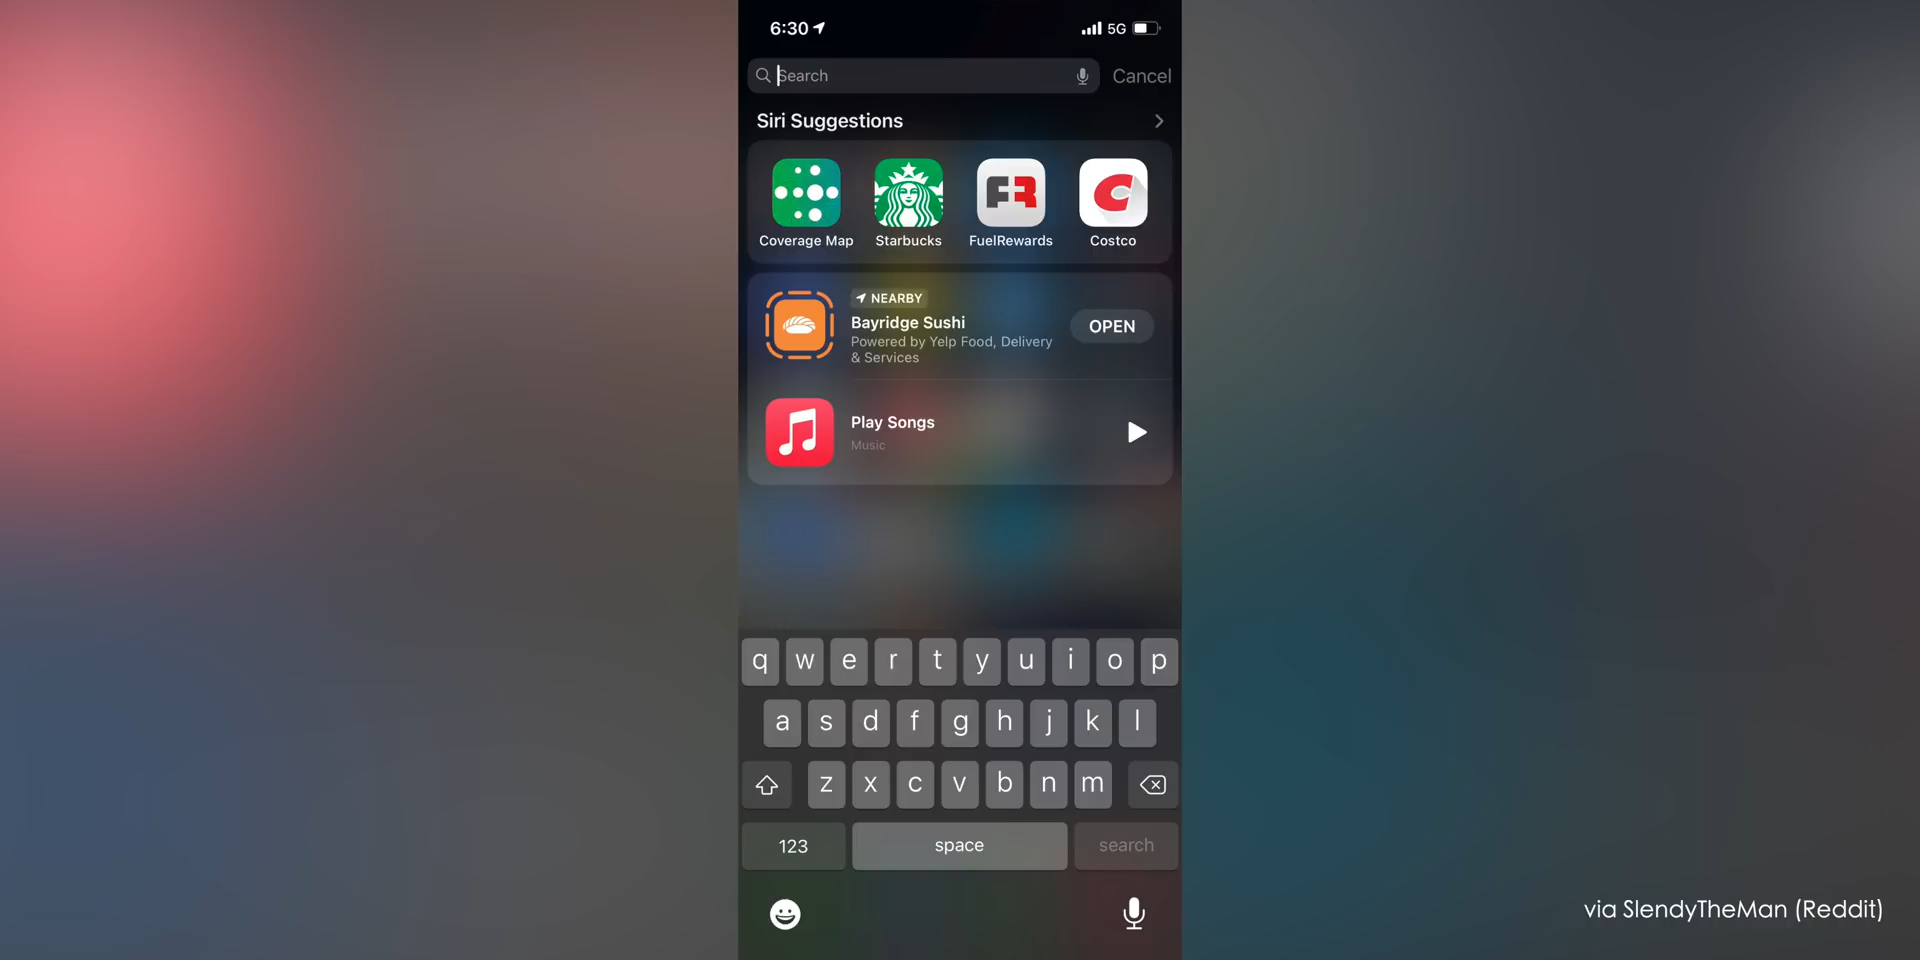 6:30
5G
Search
Cancel
Siri Suggestions
Coverage Map
Starbucks
FuelRewards
Costco
NEARBY
Bayridge Sushi
Powered by Yelp Food, Delivery
& Services
OPEN
Play Songs
Music
q w e r t y u i o p
a s d f g h j k l
z x c v b n m
123
space
search
via SlendyTheMan (Reddit)